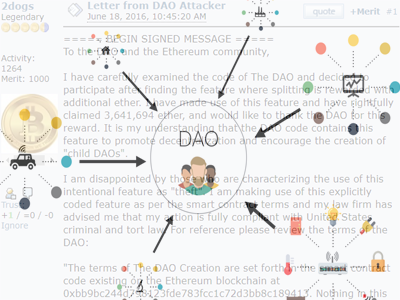 2dogs
Legendary
Activity:
1264
Merit: 1000
Trust:
+i / =0 / -0
Ignore
Letter from DAO Attacker
June 18, 2016, 10:45:20 AM
quote +Merit #1
BEGIN SIGNED MESSAGE
To the DAO and the Ethereum community,
I have carefully examined the code of The DAO and decided to
participate after finding the feature where splitting is rewarded with
additional ether. I have made use of this feature and have rightfully
claimed 3,641,694 ether, and would like to thank the DAO for this
reward. It is my understanding that the DAO code contains this
feature to promote decentralization and encourage the creation of
"child DAOs".
I am disappointed by those who are characterizing the use of this
intentional feature as "theft". I am making use of this explicitly
coded feature as per the smart contract terms and my law firm has
advised me that my action is fully compliant with United States
criminal and tort law. For reference please review the terms of the
DAO:
"The terms of The DAO Creation are set forth in the smart contract
code existing on the Ethereum blockchain at
Nothing in this
DAO